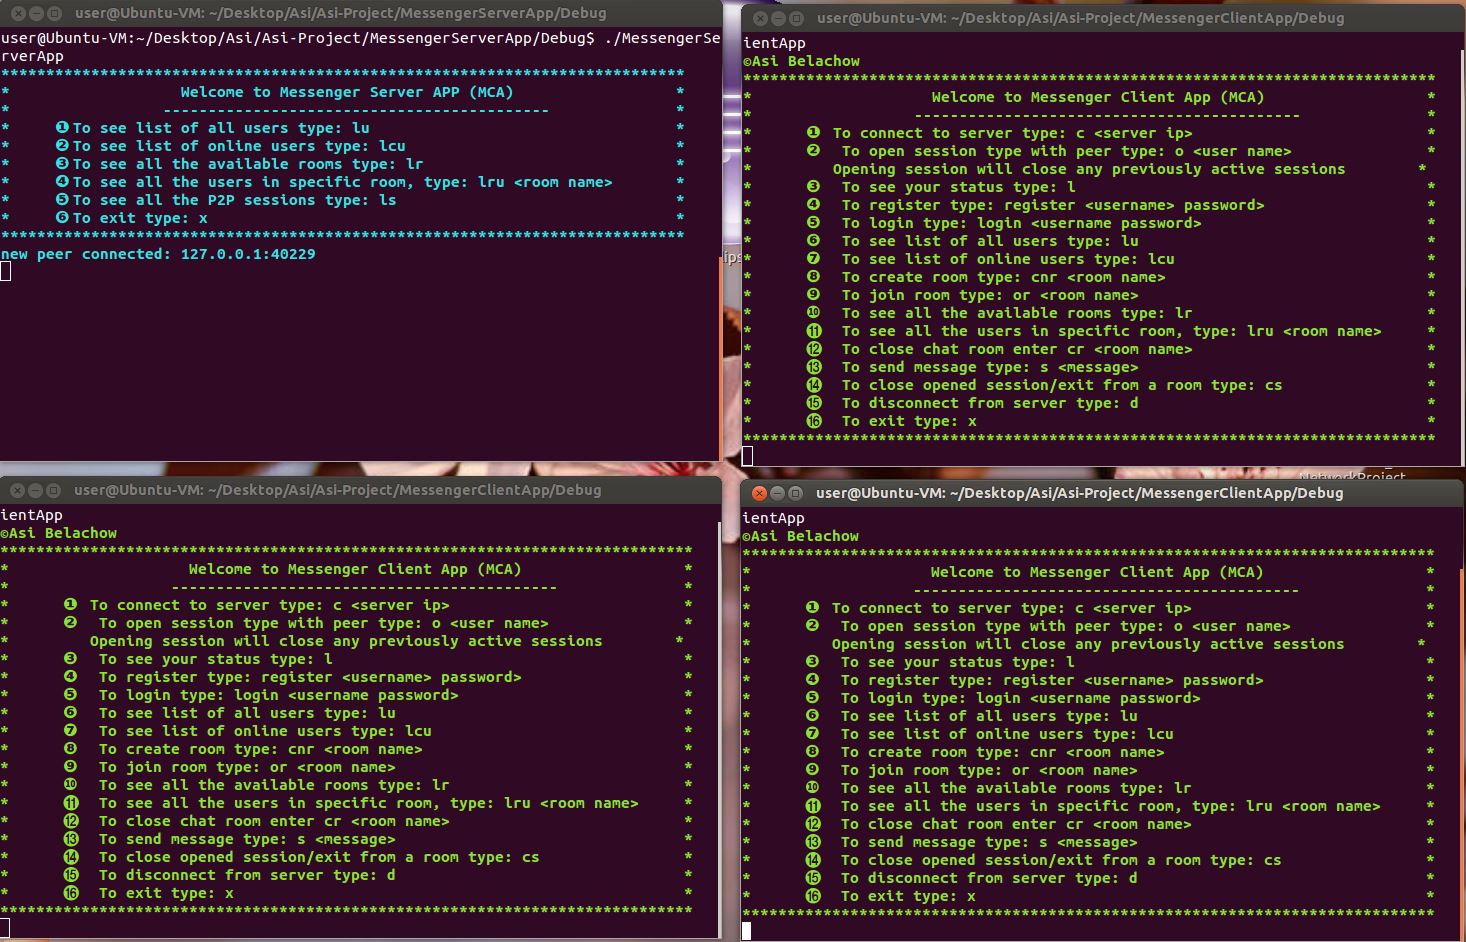 user@Ubuntu-VM: ~/Desktop/Asi/Asi-Project/MessengerServerApp/Debug
user@Ubuntu-VM:~/Desktop/Asi/Asi-Project/MessengerServerApp/Debug$ ./MessengerSe
rverApp
*****************************************************************************
* Welcome to Messenger Server APP (MCA) *
* ------------------------------------------- *
* ❶To see list of all users type: lu *
* ❷To see list of online users type: lcu *
* ❸To see all the available rooms type: lr *
* ❹To see all the users in specific room, type: lru <room name> *
* ❺To see all the P2P sessions type: ls *
* ❻To exit type: x *
*****************************************************************************
new peer connected: 127.0.0.1:40229
user@Ubuntu-VM: ~/Desktop/Asi/Asi-Project/MessengerClientApp/Debug
ientApp
©Asi Belachow
*****************************************************************************
* Welcome to Messenger Client App (MCA) *
* ------------------------------------------- *
* ❶ To connect to server type: c <server ip> *
* ❷ To open session type with peer type: o <user name> *
* Opening session will close any previously active sessions *
* ❸ To see your status type: l *
* ❹ To register type: register <username> password> *
* ❺ To login type: login <username password> *
* ❻ To see list of all users type: lu *
* ❼ To see list of online users type: lcu *
* ❽ To create room type: cnr <room name> *
* ❾ To join room type: or <room name> *
* ❿ To see all the available rooms type: lr *
* ⓫ To see all the users in specific room, type: lru <room name> *
* ⓬ To close chat room enter cr <room name> *
* ⓭ To send message type: s <message> *
* ⓮ To close opened session/exit from a room type: cs *
* ⓯ To disconnect from server type: d *
* ⓰ To exit type: x *
*****************************************************************************
ips
user@Ubuntu-VM: ~/Desktop/Asi/Asi-Project/MessengerClientApp/Debug
ientApp
©Asi Belachow
*****************************************************************************
* Welcome to Messenger Client App (MCA) *
* ------------------------------------------- *
* ❶ To connect to server type: c <server ip> *
* ❷ To open session type with peer type: o <user name> *
* Opening session will close any previously active sessions *
* ❸ To see your status type: l *
* ❹ To register type: register <username> password> *
* ❺ To login type: login <username password> *
* ❻ To see list of all users type: lu *
* ❼ To see list of online users type: lcu *
* ❽ To create room type: cnr <room name> *
* ❾ To join room type: or <room name> *
* ❿ To see all the available rooms type: lr *
* ⓫ To see all the users in specific room, type: lru <room name> *
* ⓬ To close chat room enter cr <room name> *
* ⓭ To send message type: s <message> *
* ⓮ To close opened session/exit from a room type: cs *
* ⓯ To disconnect from server type: d *
* ⓰ To exit type: x *
*****************************************************************************
NetworkProject
user@Ubuntu-VM: ~/Desktop/Asi/Asi-Project/MessengerClientApp/Debug
ientApp
©Asi Belachow
*****************************************************************************
* Welcome to Messenger Client App (MCA) *
* ------------------------------------------- *
* ❶ To connect to server type: c <server ip> *
* ❷ To open session type with peer type: o <user name> *
* Opening session will close any previously active sessions *
* ❸ To see your status type: l *
* ❹ To register type: register <username> password> *
* ❺ To login type: login <username password> *
* ❻ To see list of all users type: lu *
* ❼ To see list of online users type: lcu *
* ❽ To create room type: cnr <room name> *
* ❾ To join room type: or <room name> *
* ❿ To see all the available rooms type: lr *
* ⓫ To see all the users in specific room, type: lru <room name> *
* ⓬ To close chat room enter cr <room name> *
* ⓭ To send message type: s <message> *
* ⓮ To close opened session/exit from a room type: cs *
* ⓯ To disconnect from server type: d *
* ⓰ To exit type: x *
*****************************************************************************